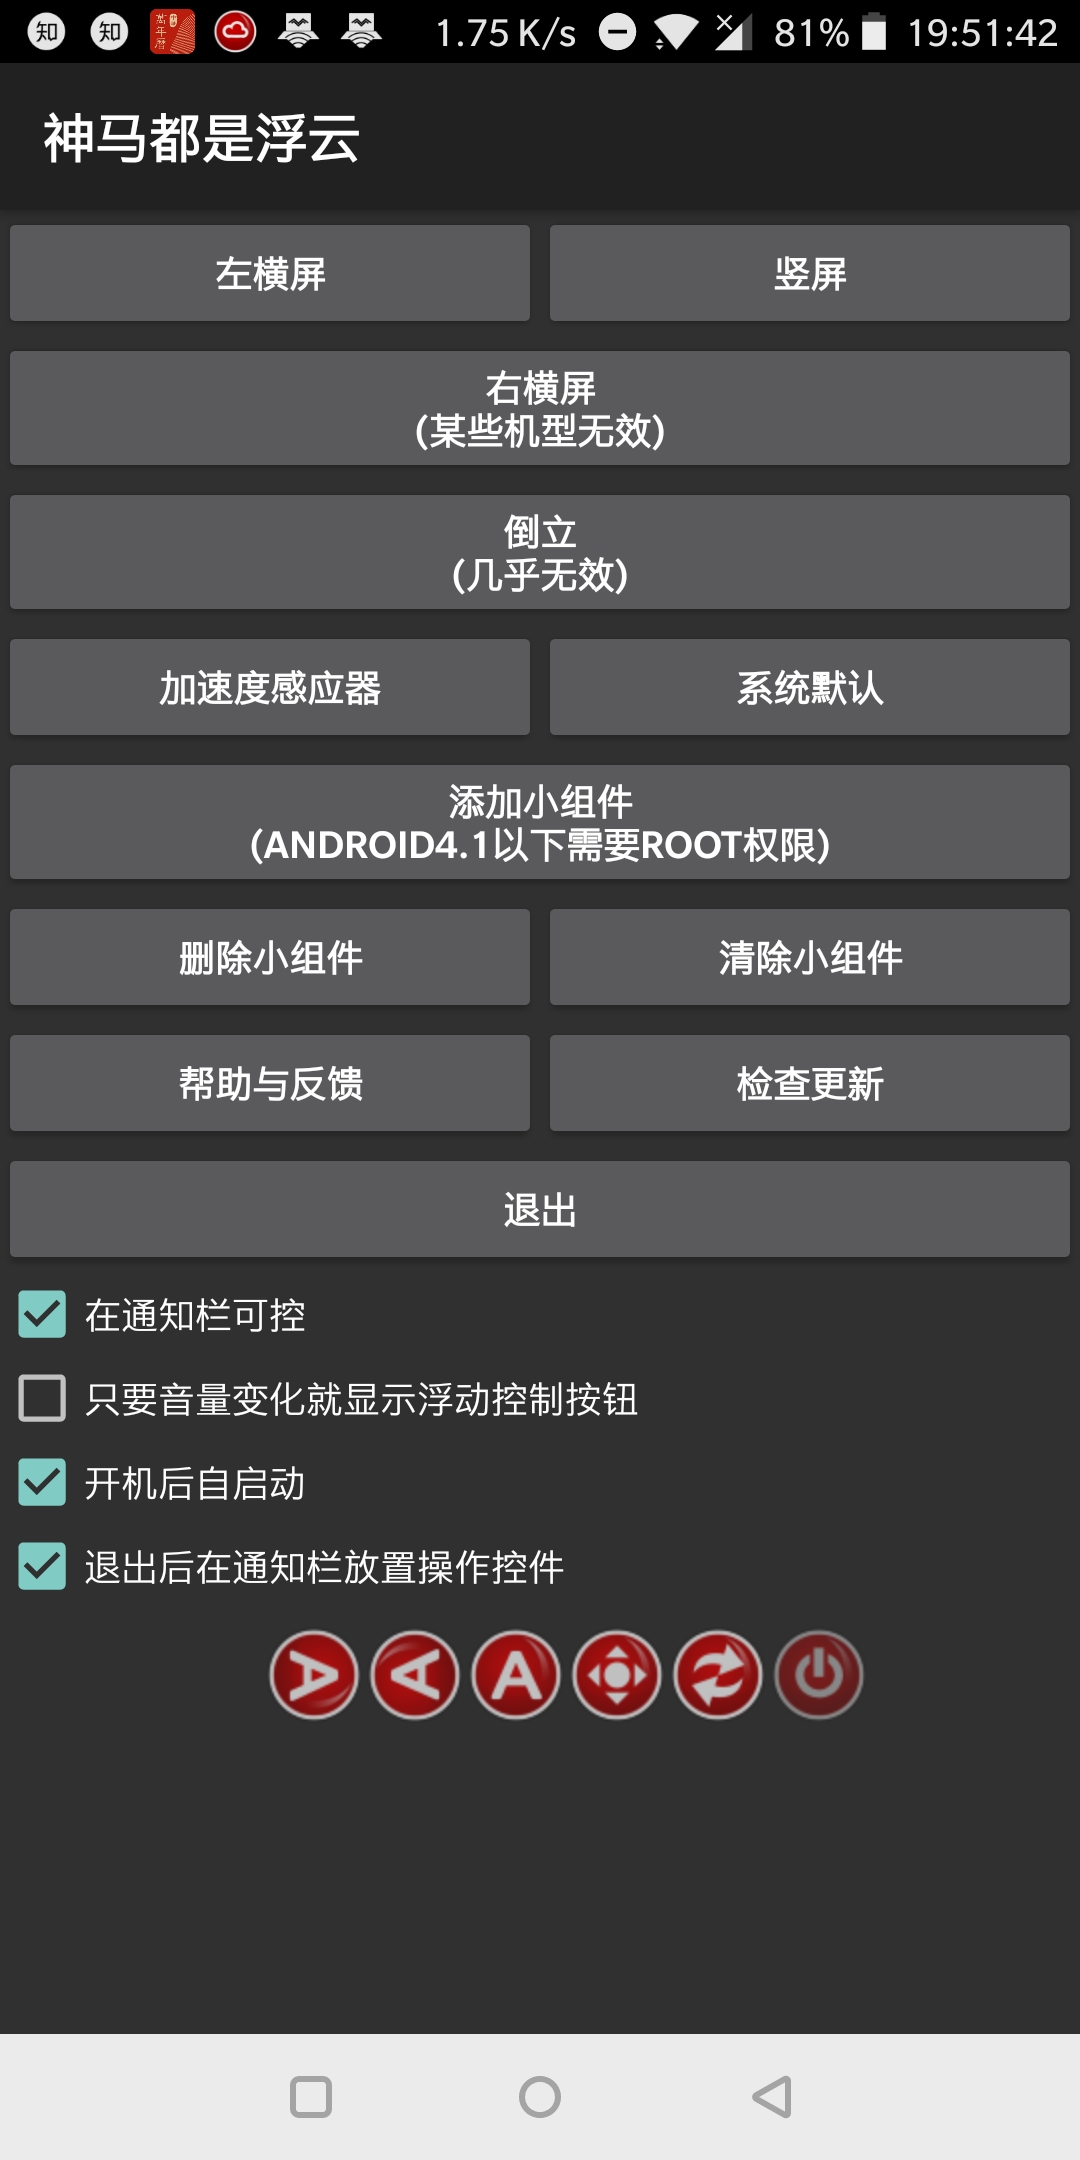 知 知 萬年曆 1.75 K/s 81% 19:51:42
神马都是浮云
左横屏 竖屏
右横屏
(某些机型无效)
倒立
(几乎无效)
加速度感应器 系统默认
添加小组件
(ANDROID4.1以下需要ROOT权限)
删除小组件 清除小组件
帮助与反馈 检查更新
退出
在通知栏可控
只要音量变化就显示浮动控制按钮
开机后自启动
退出后在通知栏放置操作控件
A A A